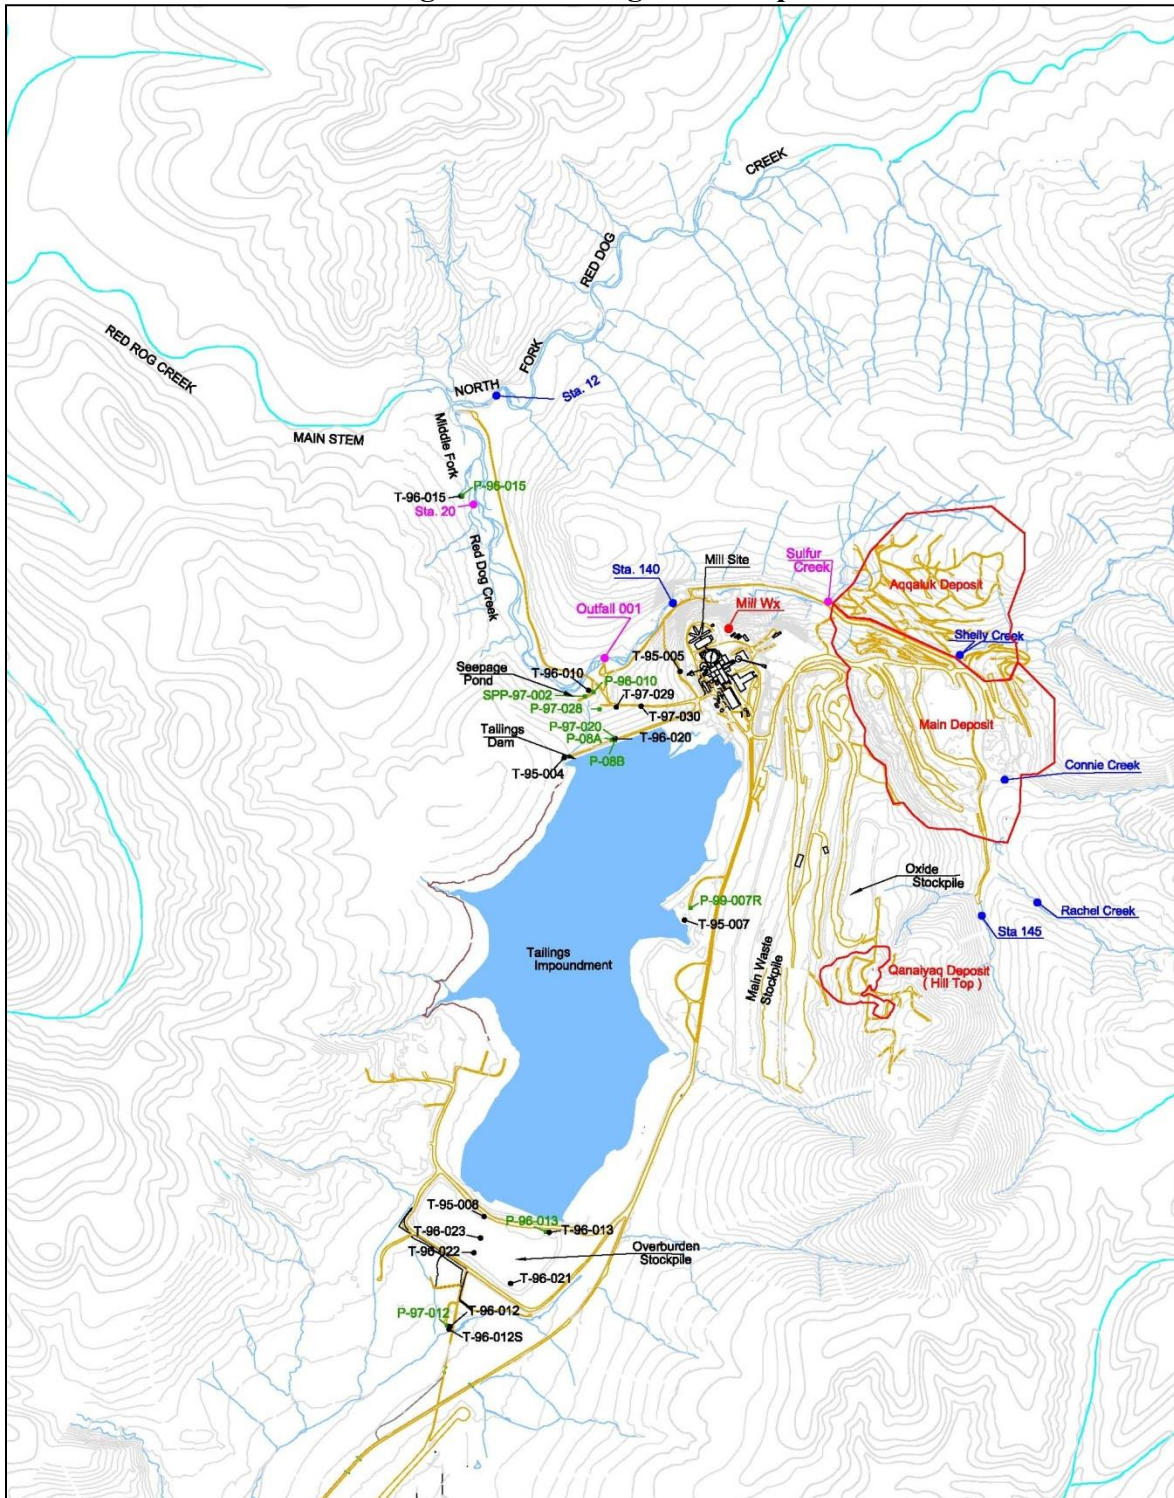 CREEK
RED DOG
FORK
NORTH
Sta. 12
RED ROG CREEK
MAIN STEM
Middle Fork
P-96-015
T-96-015
Sta. 20
Red Dog Creek
Sta. 140
Mill Site
Sulfur
Creek
Aqqaluk Deposit
Mill Wx
Outfall 001
Shelly Creek
T-95-005
Seepage
Pond
T-96-010
P-96-010
SPP-97-002
T-97-029
P-97-028
T-97-030
Main Deposit
P-97-020
P-08A
T-96-020
Tailings
Dam
P-08B
T-95-004
Connie Creek
Oxide
Stockpile
P-99-007R
T-95-007
Rachel Creek
Sta 145
Tailings
Impoundment
Main Waste
Stockpile
Qanaiyaq Deposit
( Hill Top )
T-95-008
P-96-013
T-96-013
T-96-023
T-96-022
Overburden
Stockpile
T-96-021
P-97-012
T-96-012
T-96-012S